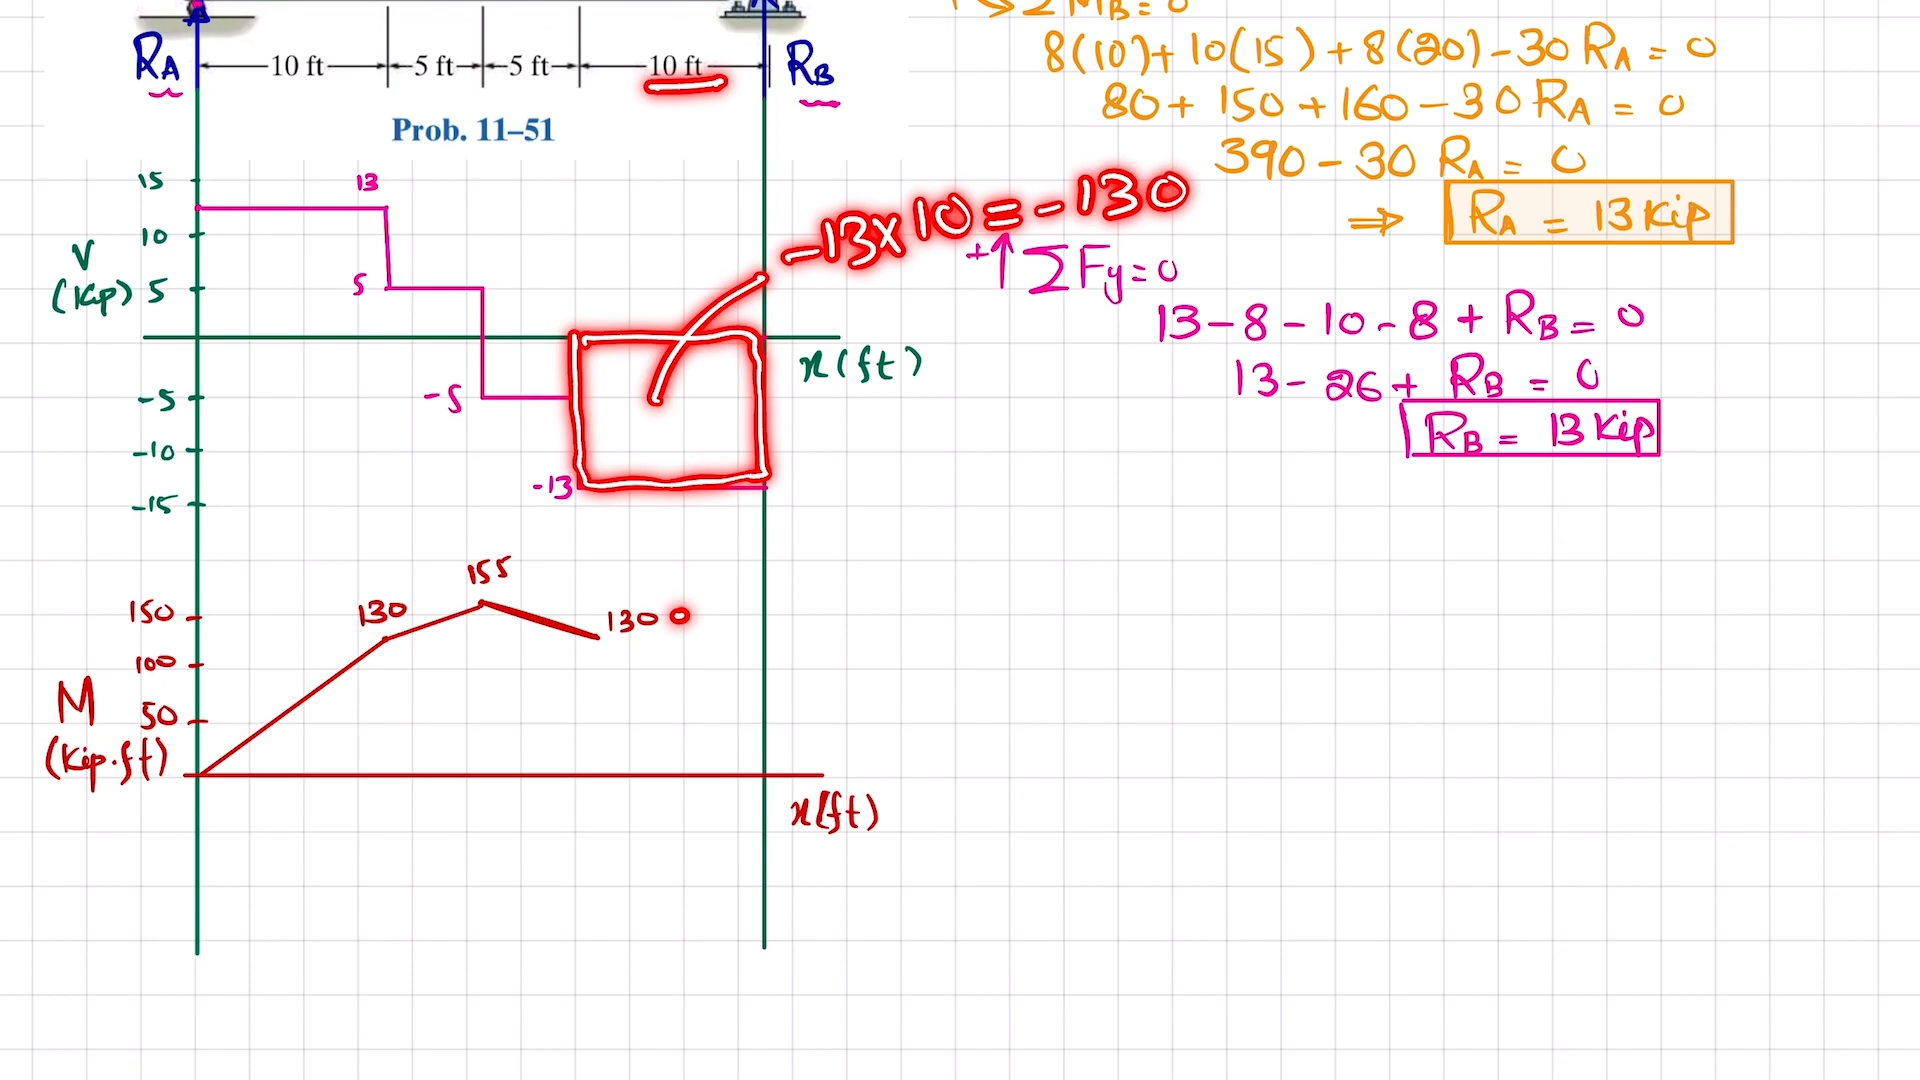 ΣM_B = 0
R_A 10 ft 5 ft 5 ft 10 ft R_B
Prob. 11–51
8(10) + 10(15) + 8(20) - 30 R_A = 0
80 + 150 + 160 - 30 R_A = 0
390 - 30 R_A = 0
⇒ R_A = 13 Kip
-13 × 10 = -130
+↑ ΣFy = 0
13 - 8 - 10 - 8 + R_B = 0
13 - 26 + R_B = 0
R_B = 13 Kip
V
(Kip)
15
10
5
-5
-10
-15
13
5
-5
-13
x(ft)
M
(Kip.ft)
150
100
50
130
155
130
x(ft)